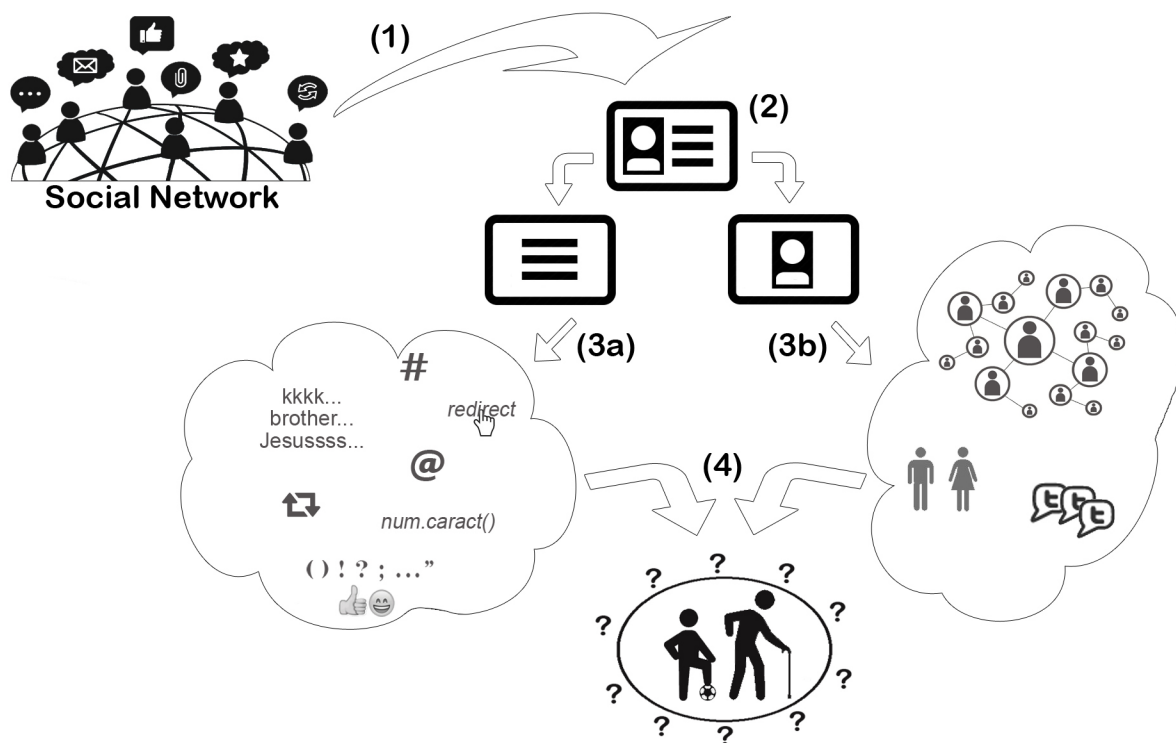 (1)
(2)
Social Network
(3a)
(3b)
#
kkkk...
brother...
Jesussss...
redirect
@
(4)
num.caract()
( ) ! ? ; ...”
t t t
? ? ?
? ?
? ?
? ? ?